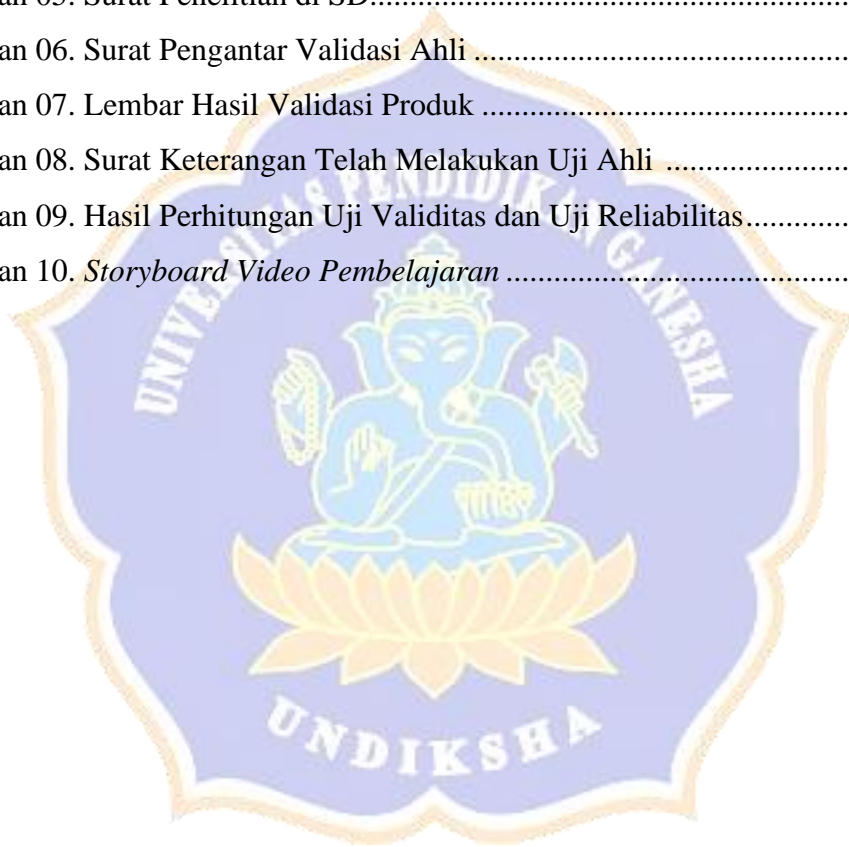 an 05. Surat Penelitian di SD..........................................................
an 06. Surat Pengantar Validasi Ahli ..............................................
an 07. Lembar Hasil Validasi Produk .............................................
an 08. Surat Keterangan Telah Melakukan Uji Ahli .......................
an 09. Hasil Perhitungan Uji Validitas dan Uji Reliabilitas.............
an 10. Storyboard Video Pembelajaran ..........................................
UNIVERSITAS PENDIDIKAN GANESHA
UNDIKSHA